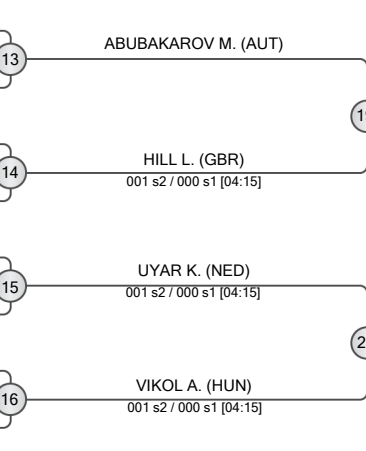 ABUBAKAROV M. (AUT)
13
HILL L. (GBR)
14
001 s2 / 000 s1 [04:15]
UYAR K. (NED)
15
001 s2 / 000 s1 [04:15]
VIKOL A. (HUN)
16
001 s2 / 000 s1 [04:15]